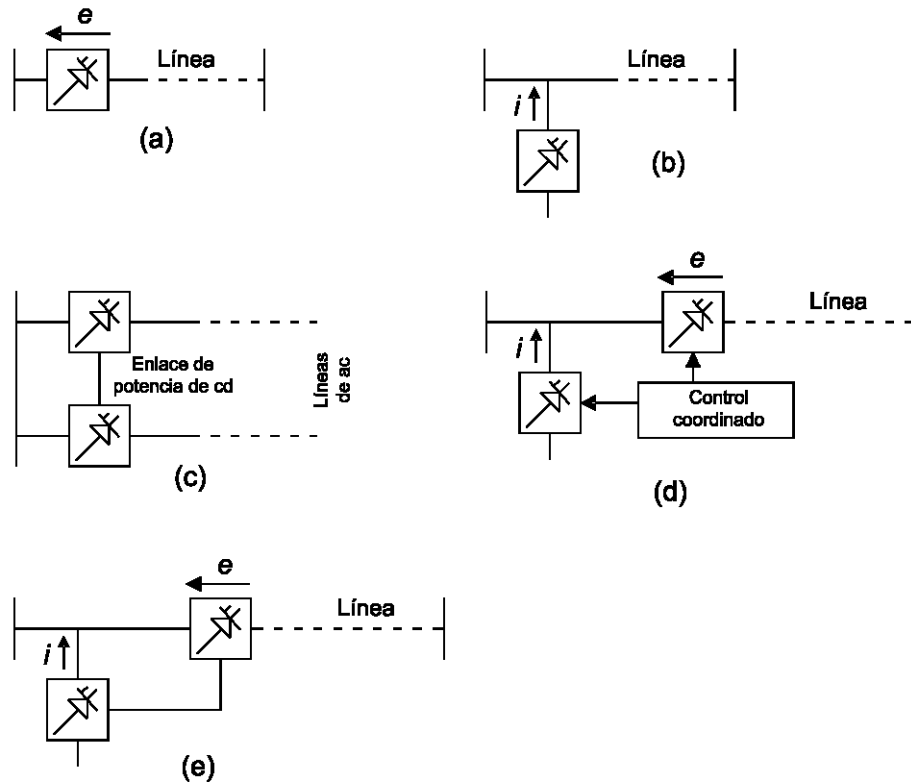 e
Línea
(a)
Línea
i
(b)
Enlace de
potencia de cd
Líneas
de ac
(c)
e
Línea
i
Control
coordinado
(d)
e
Línea
i
(e)